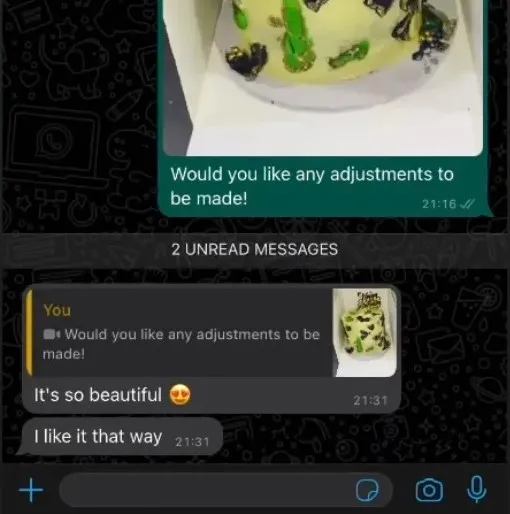 Would you like any adjustments to
be made!
21:16
2 UNREAD MESSAGES
You
Would you like any adjustments to be
made!
It's so beautiful 😍
21:31
I like it that way 21:31